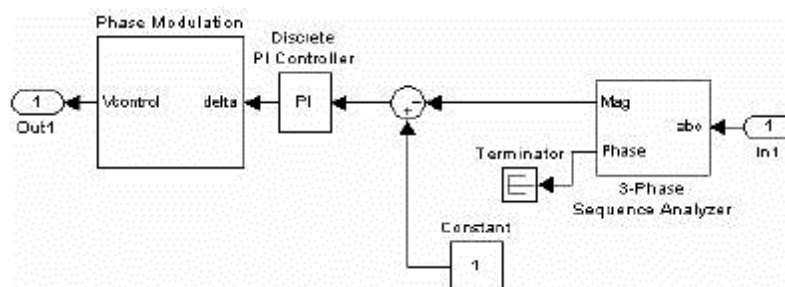 Phase Modulation
Discrete
PI Controller
1
Vcontrol
delta
PI
-
+
Mag
abc
1
Out1
Phase
In1
Terminator
3-Phase
Sequence Analyzer
Constant
1